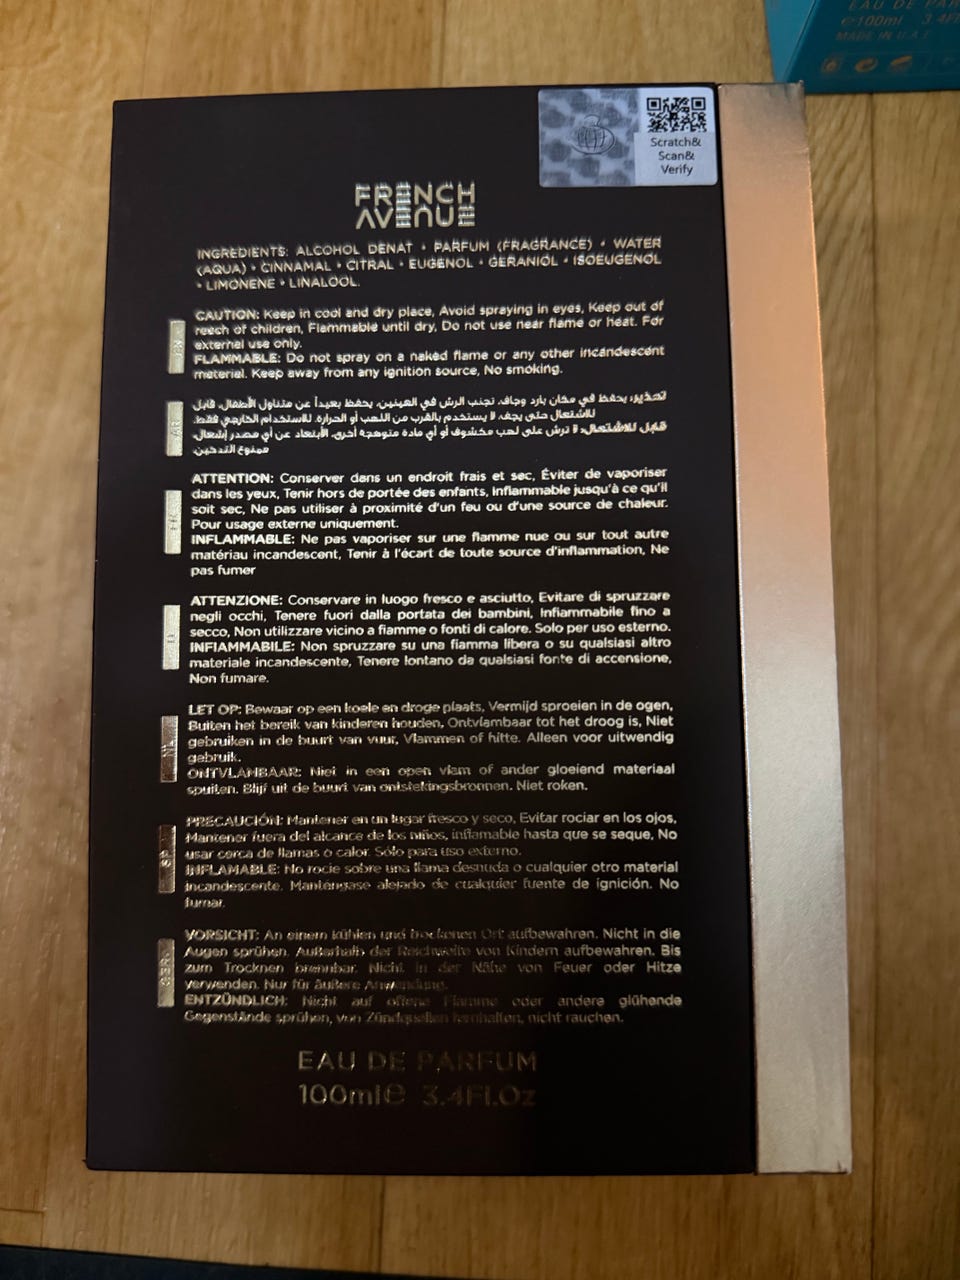 EAU DE PAR
℮100ml 3.4Fl
MADE IN U.A.E
Scratch&
Scan&
Verify
FRENCH
AVENUE
INGREDIENTS: ALCOHOL DENAT • PARFUM (FRAGRANCE) • WATER
(AQUA) • CINNAMAL • CITRAL • EUGENOL • GERANIOL • ISOEUGENOL
• LIMONENE • LINALOOL.
EN
CAUTION: Keep in cool and dry place, Avoid spraying in eyes, Keep out of
reech of children, Flammable until dry, Do not use near flame or heat. For
external use only.
FLAMMABLE: Do not spray on a naked flame or any other incandescent
material. Keep away from any ignition source, No smoking.
AR
تحذير: يحفظ في مكان بارد وجاف، تجنب الرش في العينين، يحفظ بعيداً عن متناول الأطفال، قابل
للاشتعال حتى يجف، لا يستخدم بالقرب من اللهب أو الحرارة. للاستخدام الخارجي فقط.
قابل للاشتعال: لا ترش على لهب مكشوف أو أي مادة متوهجة أخرى. الأبتعاد عن أي مصدر إشعال،
ممنوع التدخين.
FR
ATTENTION: Conserver dans un endroit frais et sec, Éviter de vaporiser
dans les yeux, Tenir hors de portée des enfants, Inflammable jusqu'à ce qu'il
soit sec, Ne pas utiliser à proximité d'un feu ou d'une source de chaleur.
Pour usage externe uniquement.
INFLAMMABLE: Ne pas vaporiser sur une flamme nue ou sur tout autre
matériau incandescent, Tenir à l'écart de toute source d'inflammation, Ne
pas fumer
IT
ATTENZIONE: Conservare in luogo fresco e asciutto, Evitare di spruzzare
negli occhi, Tenere fuori dalla portata dei bambini, Infiammabile fino a
secco, Non utilizzare vicino a fiamme o fonti di calore. Solo per uso esterno.
INFIAMMABILE: Non spruzzare su una fiamma libera o su qualsiasi altro
materiale incandescente, Tenere lontano da qualsiasi fonte di accensione,
Non fumare.
NL
LET OP: Bewaar op een koele en droge plaats, Vermijd sproeien in de ogen,
Buiten het bereik van kinderen houden, Ontvlambaar tot het droog is, Niet
gebruiken in de buurt van vuur, Vlammen of hitte. Alleen voor uitwendig
gebruik.
ONTVLAMBAAR: Niet in een open vlam of ander gloeiend materiaal
spuiten. Blijf uit de buurt van ontstekingsbronnen. Niet roken.
SP
PRECAUCIÓN: Mantener en un lugar fresco y seco, Evitar rociar en los ojos,
Mantener fuera del alcance de los niños, inflamable hasta que se seque, No
usar cerca de llamas o calor. Sólo para uso externo.
INFLAMABLE: No rocie sobre una llama desnuda o cualquier otro material
incandescente. Manténgase alejado de cualquier fuente de ignición. No
fumar.
GER
VORSICHT: An einem kühlen und trockenen Ort aufbewahren. Nicht in die
Augen sprühen. Außerhalb der Reichweite von Kindern aufbewahren. Bis
zum Trocknen brennbar. Nicht in der Nähe von Feuer oder Hitze
verwenden. Nur für äußere Anwendung.
ENTZÜNDLICH: Nicht auf offene Flamme oder andere glühende
Gegenstände sprühen, von Zündquellen fernhalten, nicht rauchen.
EAU DE PARFUM
100ml℮ 3.4Fl.Oz